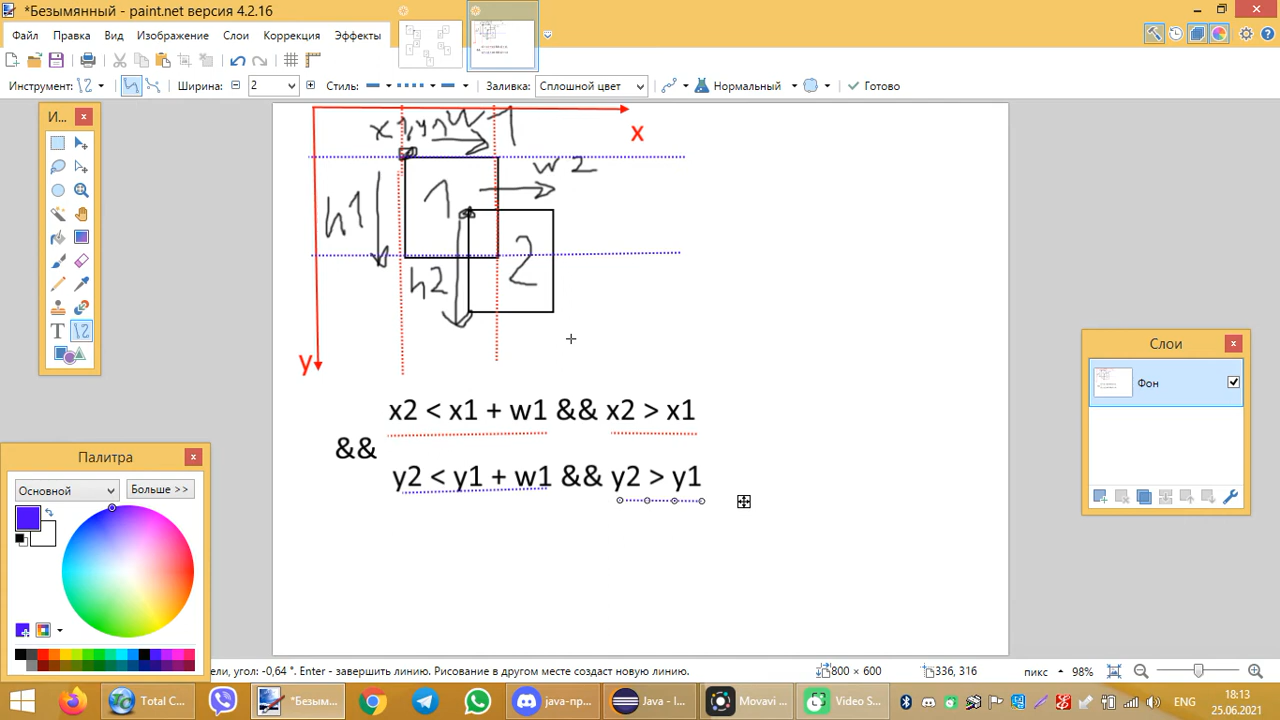 *Безымянный - paint.net версия 4.2.16
Файл Правка Вид Изображение Слои Коррекция Эффекты
Инструмент: Ширина: 2 Стиль: Заливка: Сплошной цвет Нормальный Готово
И...
x1,y1 w1
x
w2
h1
1
2
h2
y
x2 < x1 + w1 && x2 > x1
&&
y2 < y1 + w1 && y2 > y1
Слои
Фон
Палитра
Основной Больше >>
ели, угол: -0,64 °. Enter - завершить линию. Рисование в другом месте создаст новую линию. 800 × 600 336, 316 пикс 98%
Total C... *Безым... java-пр... Java - I... Movavi ... Video S... ENG 18:13
25.06.2021